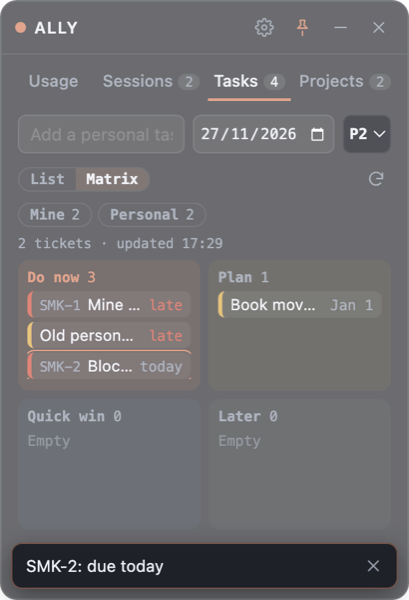 ALLY
Usage Sessions 2 Tasks 4 Projects 2
Add a personal tas 27/11/2026 P2
List Matrix
Mine 2 Personal 2
2 tickets · updated 17:29
Do now 3
SMK-1 Mine ... late
Old person... late
SMK-2 Bloc... today
Plan 1
Book mov... Jan 1
Quick win 0
Empty
Later 0
Empty
SMK-2: due today